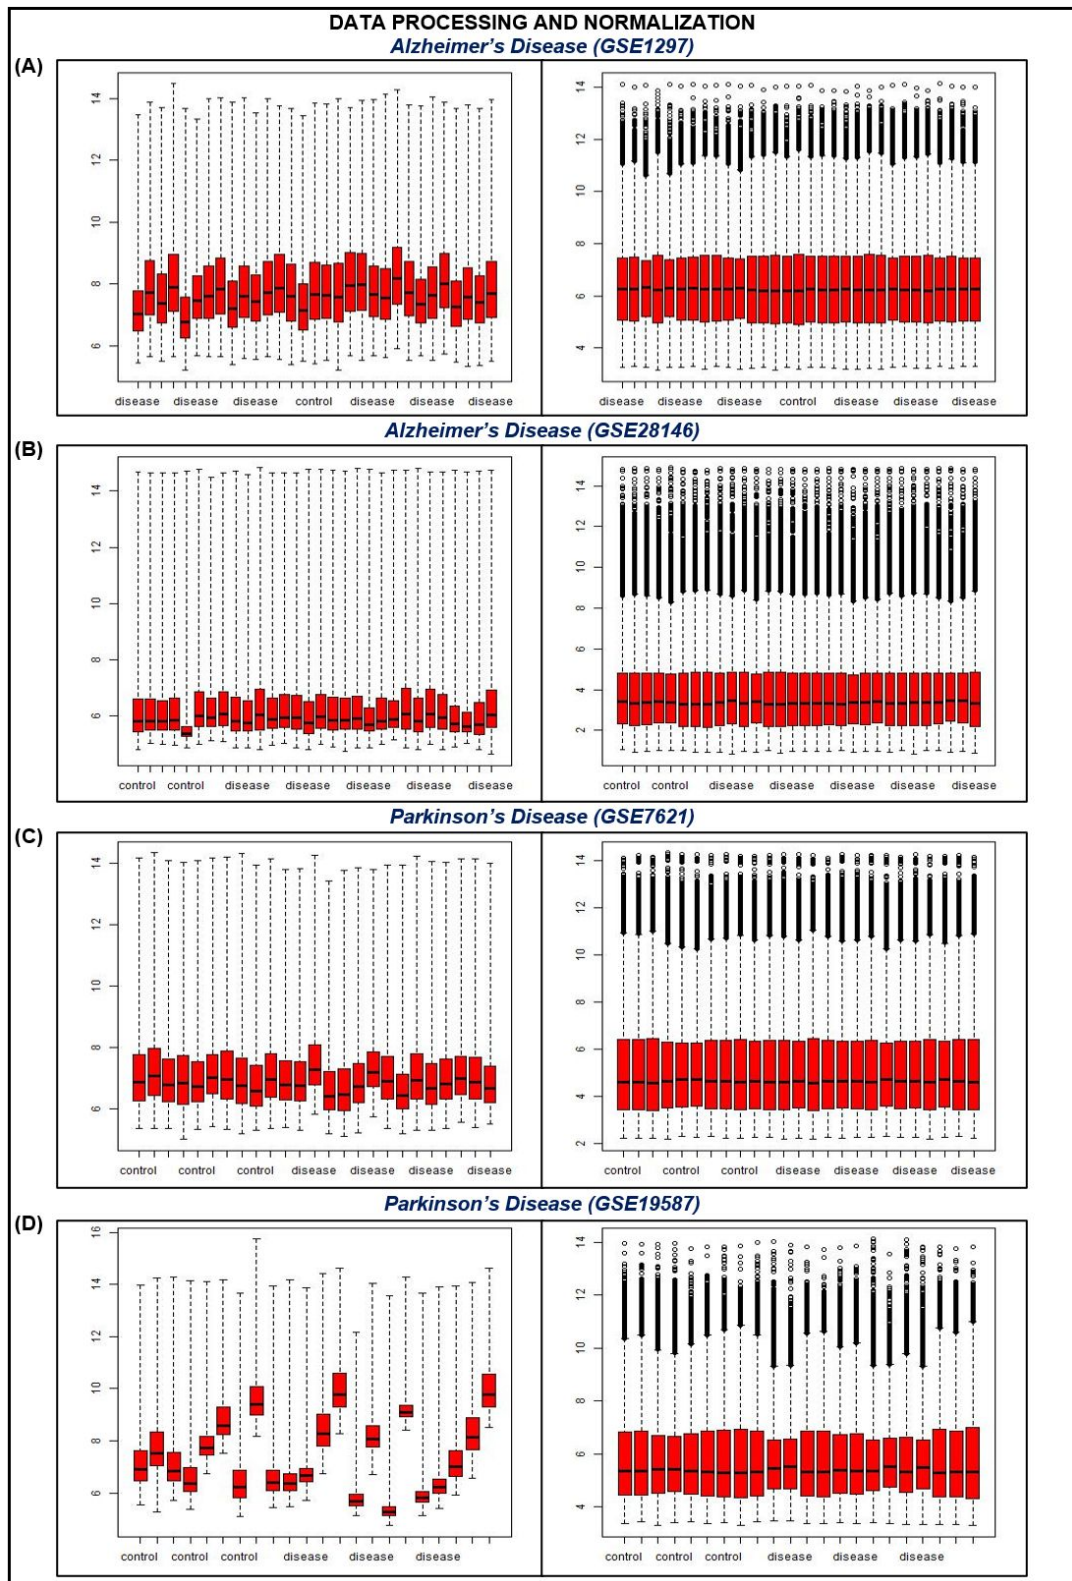 DATA PROCESSING AND NORMALIZATION
Alzheimer's Disease (GSE1297)
(A)
14
12
10
8
6
disease disease disease control disease disease disease
14
12
10
8
6
4
disease disease disease control disease disease disease
Alzheimer's Disease (GSE28146)
(B)
14
12
10
8
6
control control disease disease disease disease disease
14
12
10
8
6
4
2
control control disease disease disease disease disease
Parkinson's Disease (GSE7621)
(C)
14
12
10
8
6
control control control disease disease disease disease
14
12
10
8
6
4
2
control control control disease disease disease disease
Parkinson's Disease (GSE19587)
(D)
16
14
12
10
8
6
control control control disease disease disease
14
12
10
8
6
4
control control control disease disease disease